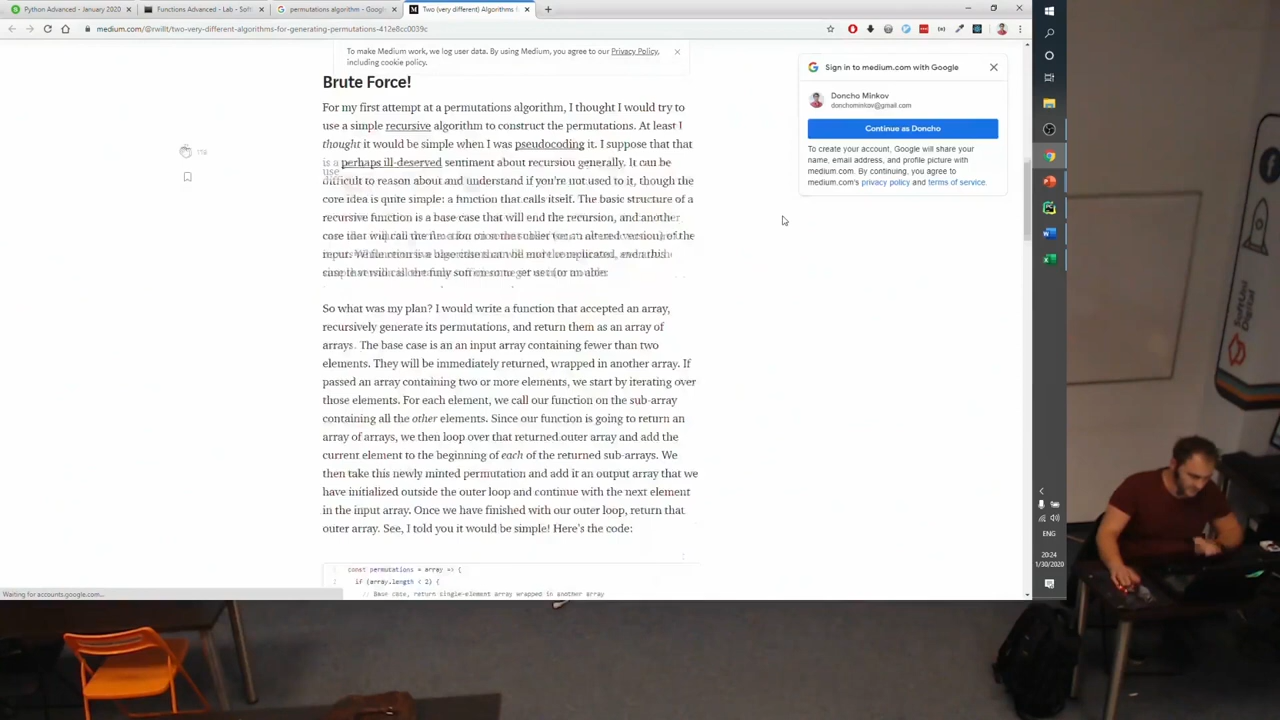 Python Advanced - January 2020
Functions Advanced - Lab - Softu
permutations algorithm - Google
Two (very different) Algorithms f
medium.com/@rwillt/two-very-different-algorithms-for-generating-permutations-412e8cc0039c
To make Medium work, we log user data. By using Medium, you agree to our Privacy Policy,
including cookie policy.
Brute Force!
For my first attempt at a permutations algorithm, I thought I would try to
use a simple recursive algorithm to construct the permutations. At least I
thought it would be simple when I was pseudocoding it. I suppose that that
is a perhaps ill-deserved sentiment about recursion generally. It can be
difficult to reason about and understand if you're not used to it, though the
core idea is quite simple: a function that calls itself. The basic structure of a
recursive function is a base case that will end the recursion, and another
So what was my plan? I would write a function that accepted an array,
recursively generate its permutations, and return them as an array of
arrays. The base case is an an input array containing fewer than two
elements. They will be immediately returned, wrapped in another array. If
passed an array containing two or more elements, we start by iterating over
those elements. For each element, we call our function on the sub-array
containing all the other elements. Since our function is going to return an
array of arrays, we then loop over that returned outer array and add the
current element to the beginning of each of the returned sub-arrays. We
then take this newly minted permutation and add it an output array that we
have initialized outside the outer loop and continue with the next element
in the input array. Once we have finished with our outer loop, return that
outer array. See, I told you it would be simple! Here's the code:
const permutations = array => {
if (array.length < 2) {
// Base case, return single-element array wrapped in another array
Waiting for accounts.google.com...
Sign in to medium.com with Google
Doncho Minkov
donchominkov@gmail.com
Continue as Doncho
To create your account, Google will share your
name, email address, and profile picture with
medium.com. By continuing, you agree to
medium.com's privacy policy and terms of service.
ENG
20:24
1/30/2020
SoftUni
Digital